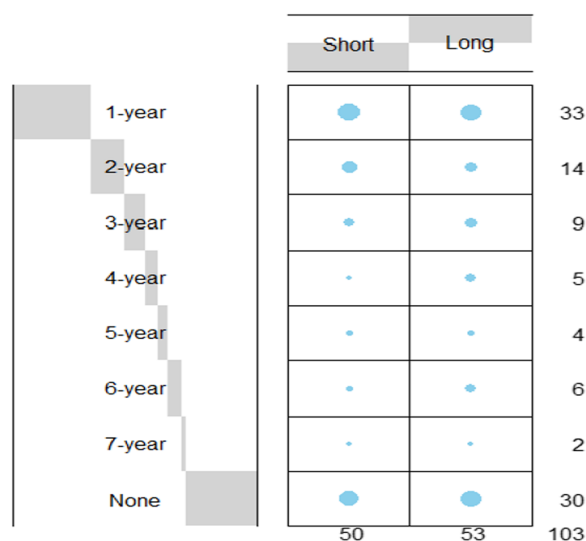 Short Long
1-year 33
2-year 14
3-year 9
4-year 5
5-year 4
6-year 6
7-year 2
None 30
50 53 103